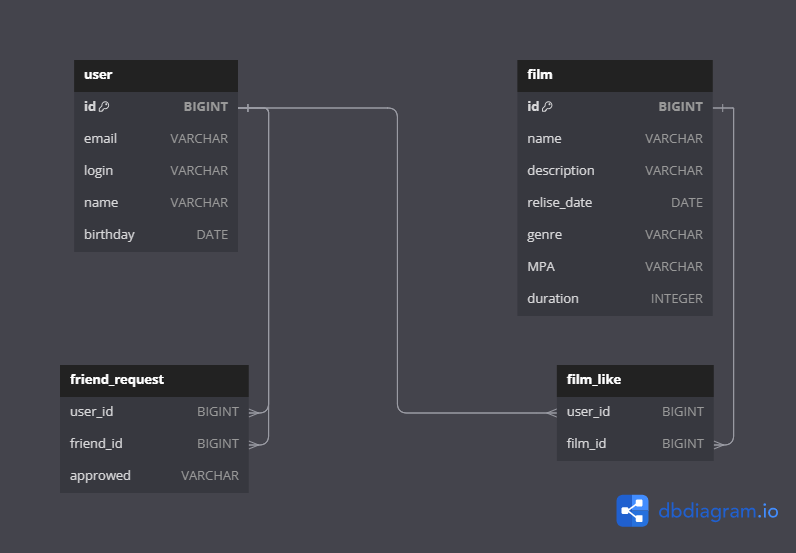 user
id BIGINT
email VARCHAR
login VARCHAR
name VARCHAR
birthday DATE
film
id BIGINT
name VARCHAR
description VARCHAR
relise_date DATE
genre VARCHAR
MPA VARCHAR
duration INTEGER
friend_request
user_id BIGINT
friend_id BIGINT
approwed VARCHAR
film_like
user_id BIGINT
film_id BIGINT
dbdiagram.io